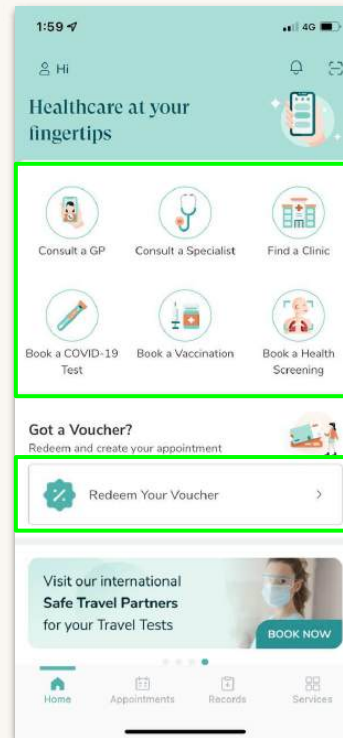 1:59
4G
Hi
Healthcare at your
fingertips
Consult a GP
Consult a Specialist
Find a Clinic
Book a COVID-19
Test
Book a Vaccination
Book a Health
Screening
Got a Voucher?
Redeem and create your appointment
Redeem Your Voucher
Visit our international
Safe Travel Partners
for your Travel Tests
BOOK NOW
Home
Appointments
Records
Services